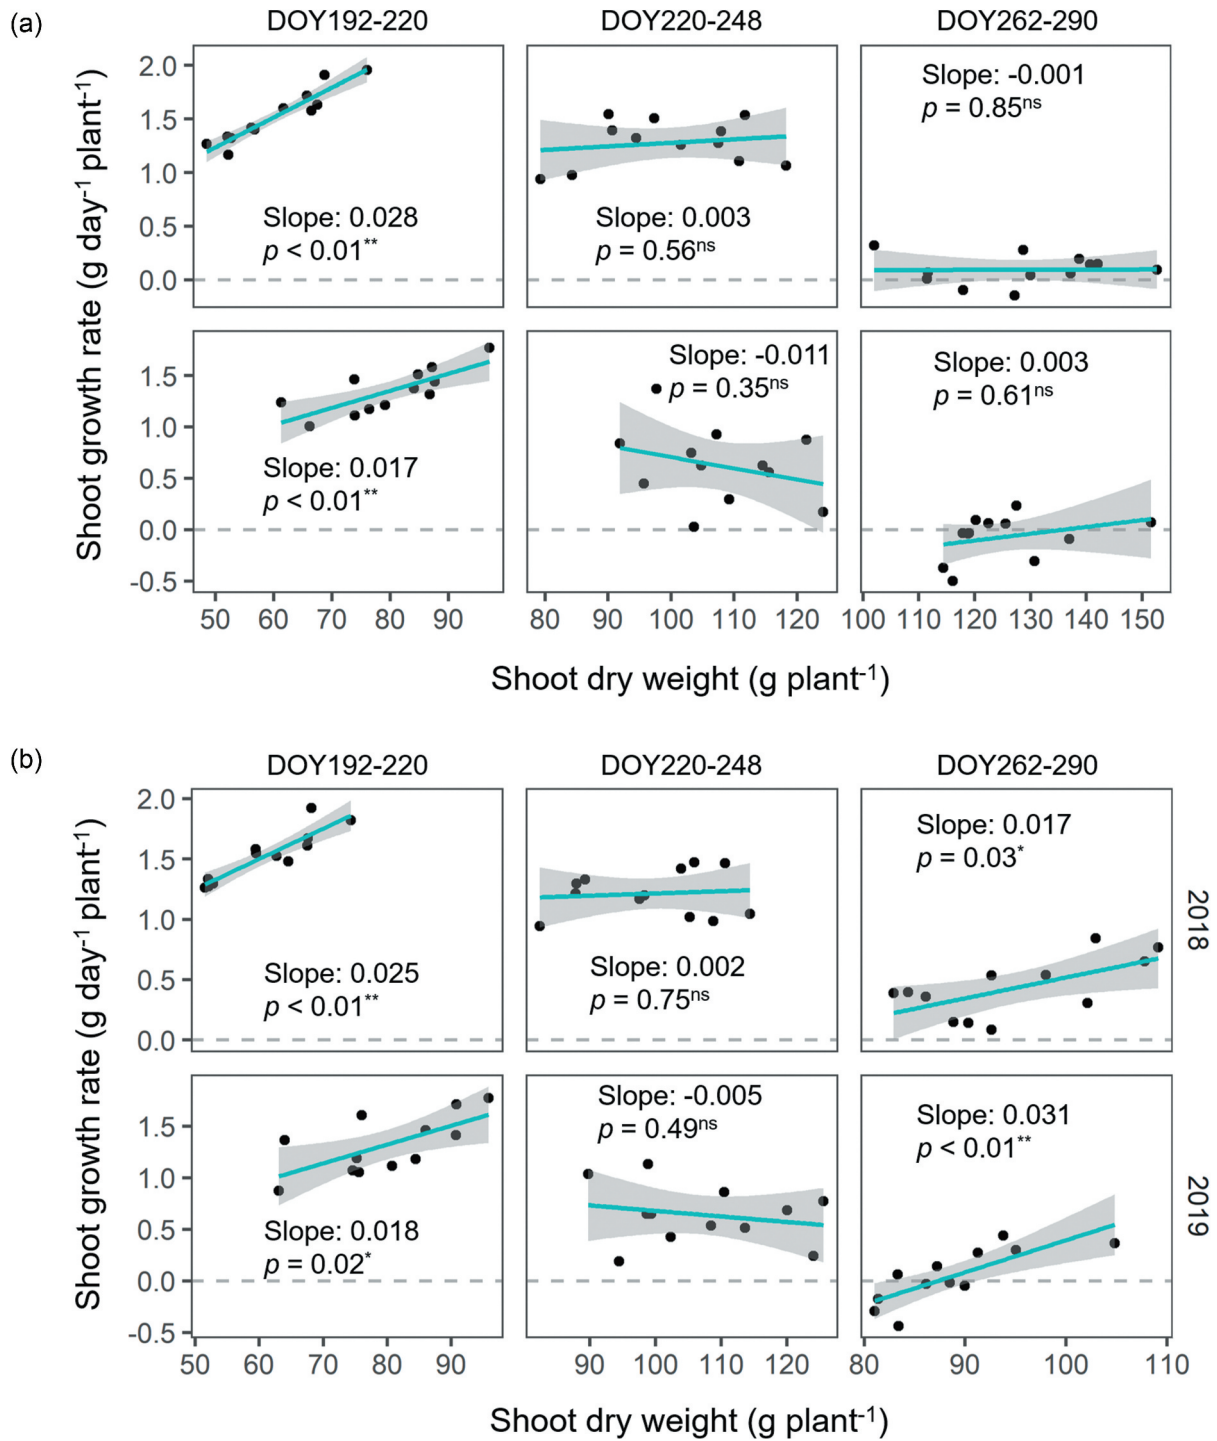 (a)
DOY192-220 DOY220-248 DOY262-290
Shoot growth rate (g day-1 plant-1)
2.0
1.5
1.0
0.5
0.0
Slope: 0.028
p < 0.01**
Slope: 0.003
p = 0.56ns
Slope: -0.001
p = 0.85ns
1.5
1.0
0.5
0.0
-0.5
Slope: 0.017
p < 0.01**
Slope: -0.011
p = 0.35ns
Slope: 0.003
p = 0.61ns
50 60 70 80 90 80 90 100 110 120 100 110 120 130 140 150
Shoot dry weight (g plant-1)
(b)
DOY192-220 DOY220-248 DOY262-290
Shoot growth rate (g day-1 plant-1)
2.0
1.5
1.0
0.5
0.0
Slope: 0.025
p < 0.01**
Slope: 0.002
p = 0.75ns
Slope: 0.017
p = 0.03*
2018
1.5
1.0
0.5
0.0
-0.5
Slope: 0.018
p = 0.02*
Slope: -0.005
p = 0.49ns
Slope: 0.031
p < 0.01**
2019
50 60 70 80 90 90 100 110 120 80 90 100 110
Shoot dry weight (g plant-1)